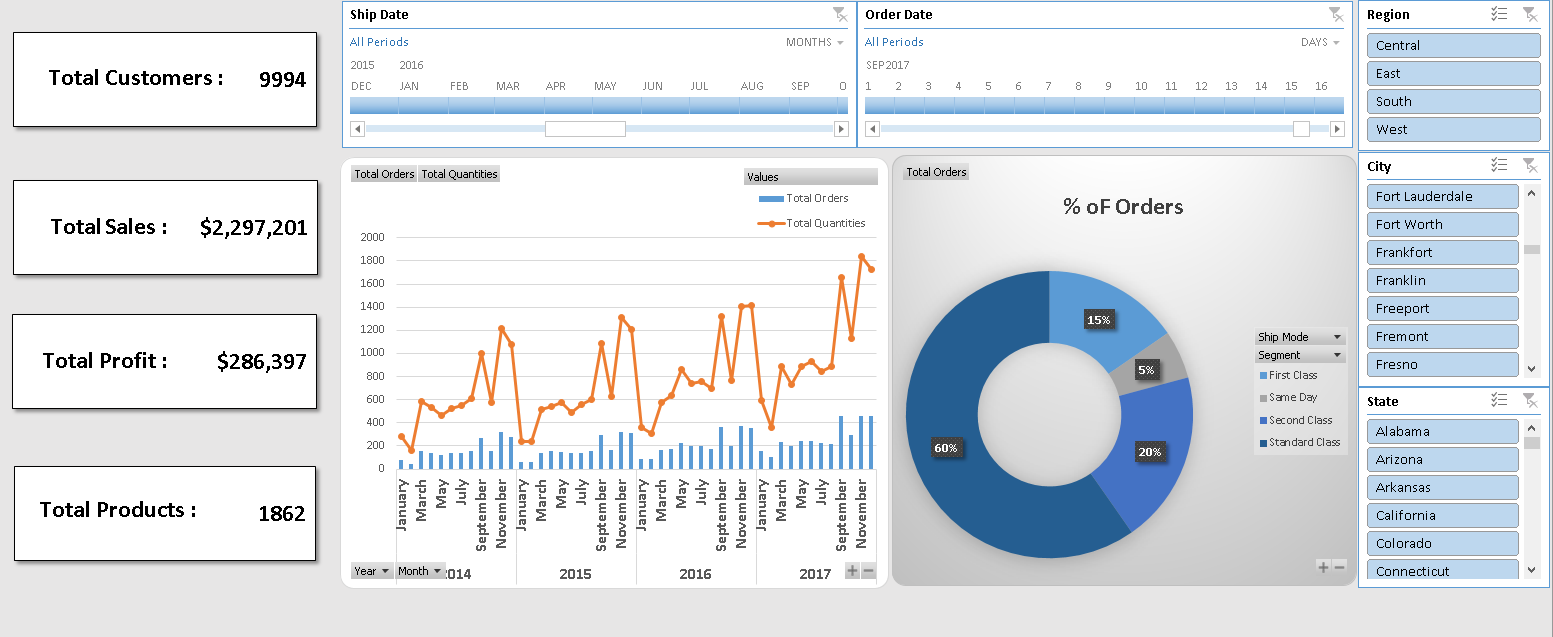 Total Customers : 9994
Total Sales : $2,297,201
Total Profit : $286,397
Total Products : 1862
Ship Date
All Periods MONTHS
2015 2016
DEC JAN FEB MAR APR MAY JUN JUL AUG SEP O
Order Date
All Periods DAYS
SEP 2017
1 2 3 4 5 6 7 8 9 10 11 12 13 14 15 16
Total Orders Total Quantities
Values
Total Orders
Total Quantities
2000
1800
1600
1400
1200
1000
800
600
400
200
0
January March May July September November January March May July September November January March May July September November January March May July September November
Year Month 2014 2015 2016 2017
Total Orders
% oF Orders
15%
5%
20%
60%
Ship Mode
Segment
First Class
Same Day
Second Class
Standard Class
Region
Central
East
South
West
City
Fort Lauderdale
Fort Worth
Frankfort
Franklin
Freeport
Fremont
Fresno
State
Alabama
Arizona
Arkansas
California
Colorado
Connecticut